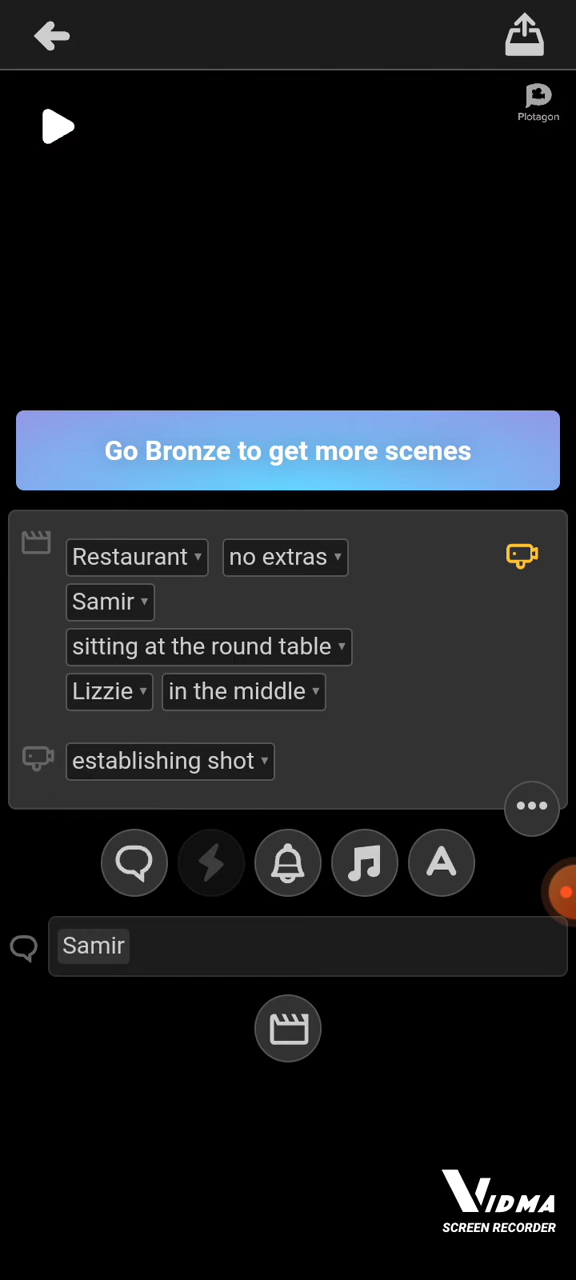 Plotagon
Go Bronze to get more scenes
Restaurant no extras
Samir
sitting at the round table
Lizzie in the middle
establishing shot
Samir
VIDMA
SCREEN RECORDER